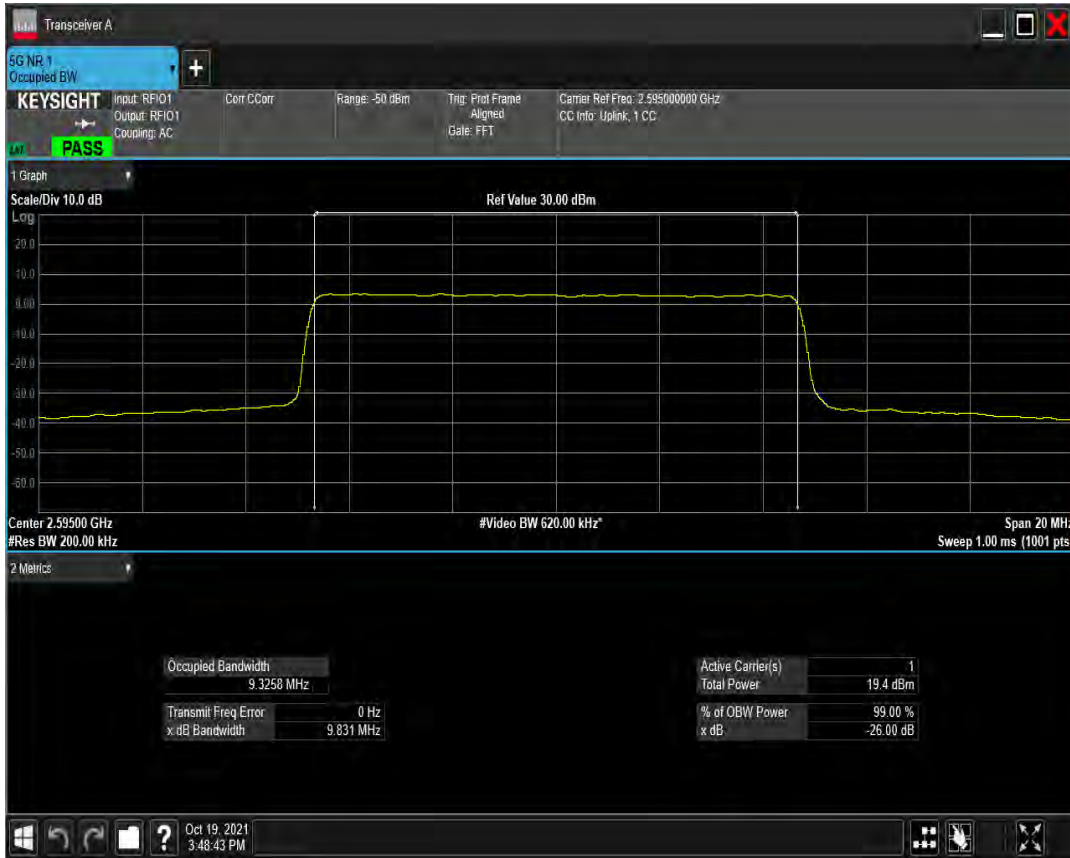 Transceiver A
5G NR 1
Occupied BW
+
KEYSIGHT
Input: RFIO1
Output: RFIO1
Coupling: AC
PASS
Corr CCorr
Range: -50 dBm
Trig: Prot Frame
Aligned
Gate: FFT
Carrier Ref Freq: 2.595000000 GHz
CC Info: Uplink, 1 CC
1 Graph
Scale/Div 10.0 dB
Ref Value 30.00 dBm
Log
20.0
10.0
0.00
-10.0
-20.0
-30.0
-40.0
-50.0
-60.0
Center 2.59500 GHz
#Video BW 620.00 kHz*
Span 20 MHz
#Res BW 200.00 kHz
Sweep 1.00 ms (1001 pts
2 Metrics
Occupied Bandwidth
9.3258 MHz
Transmit Freq Error 0 Hz
x dB Bandwidth 9.831 MHz
Active Carrier(s) 1
Total Power 19.4 dBm
% of OBW Power 99.00 %
x dB -26.00 dB
?
Oct 19, 2021
3:48:43 PM